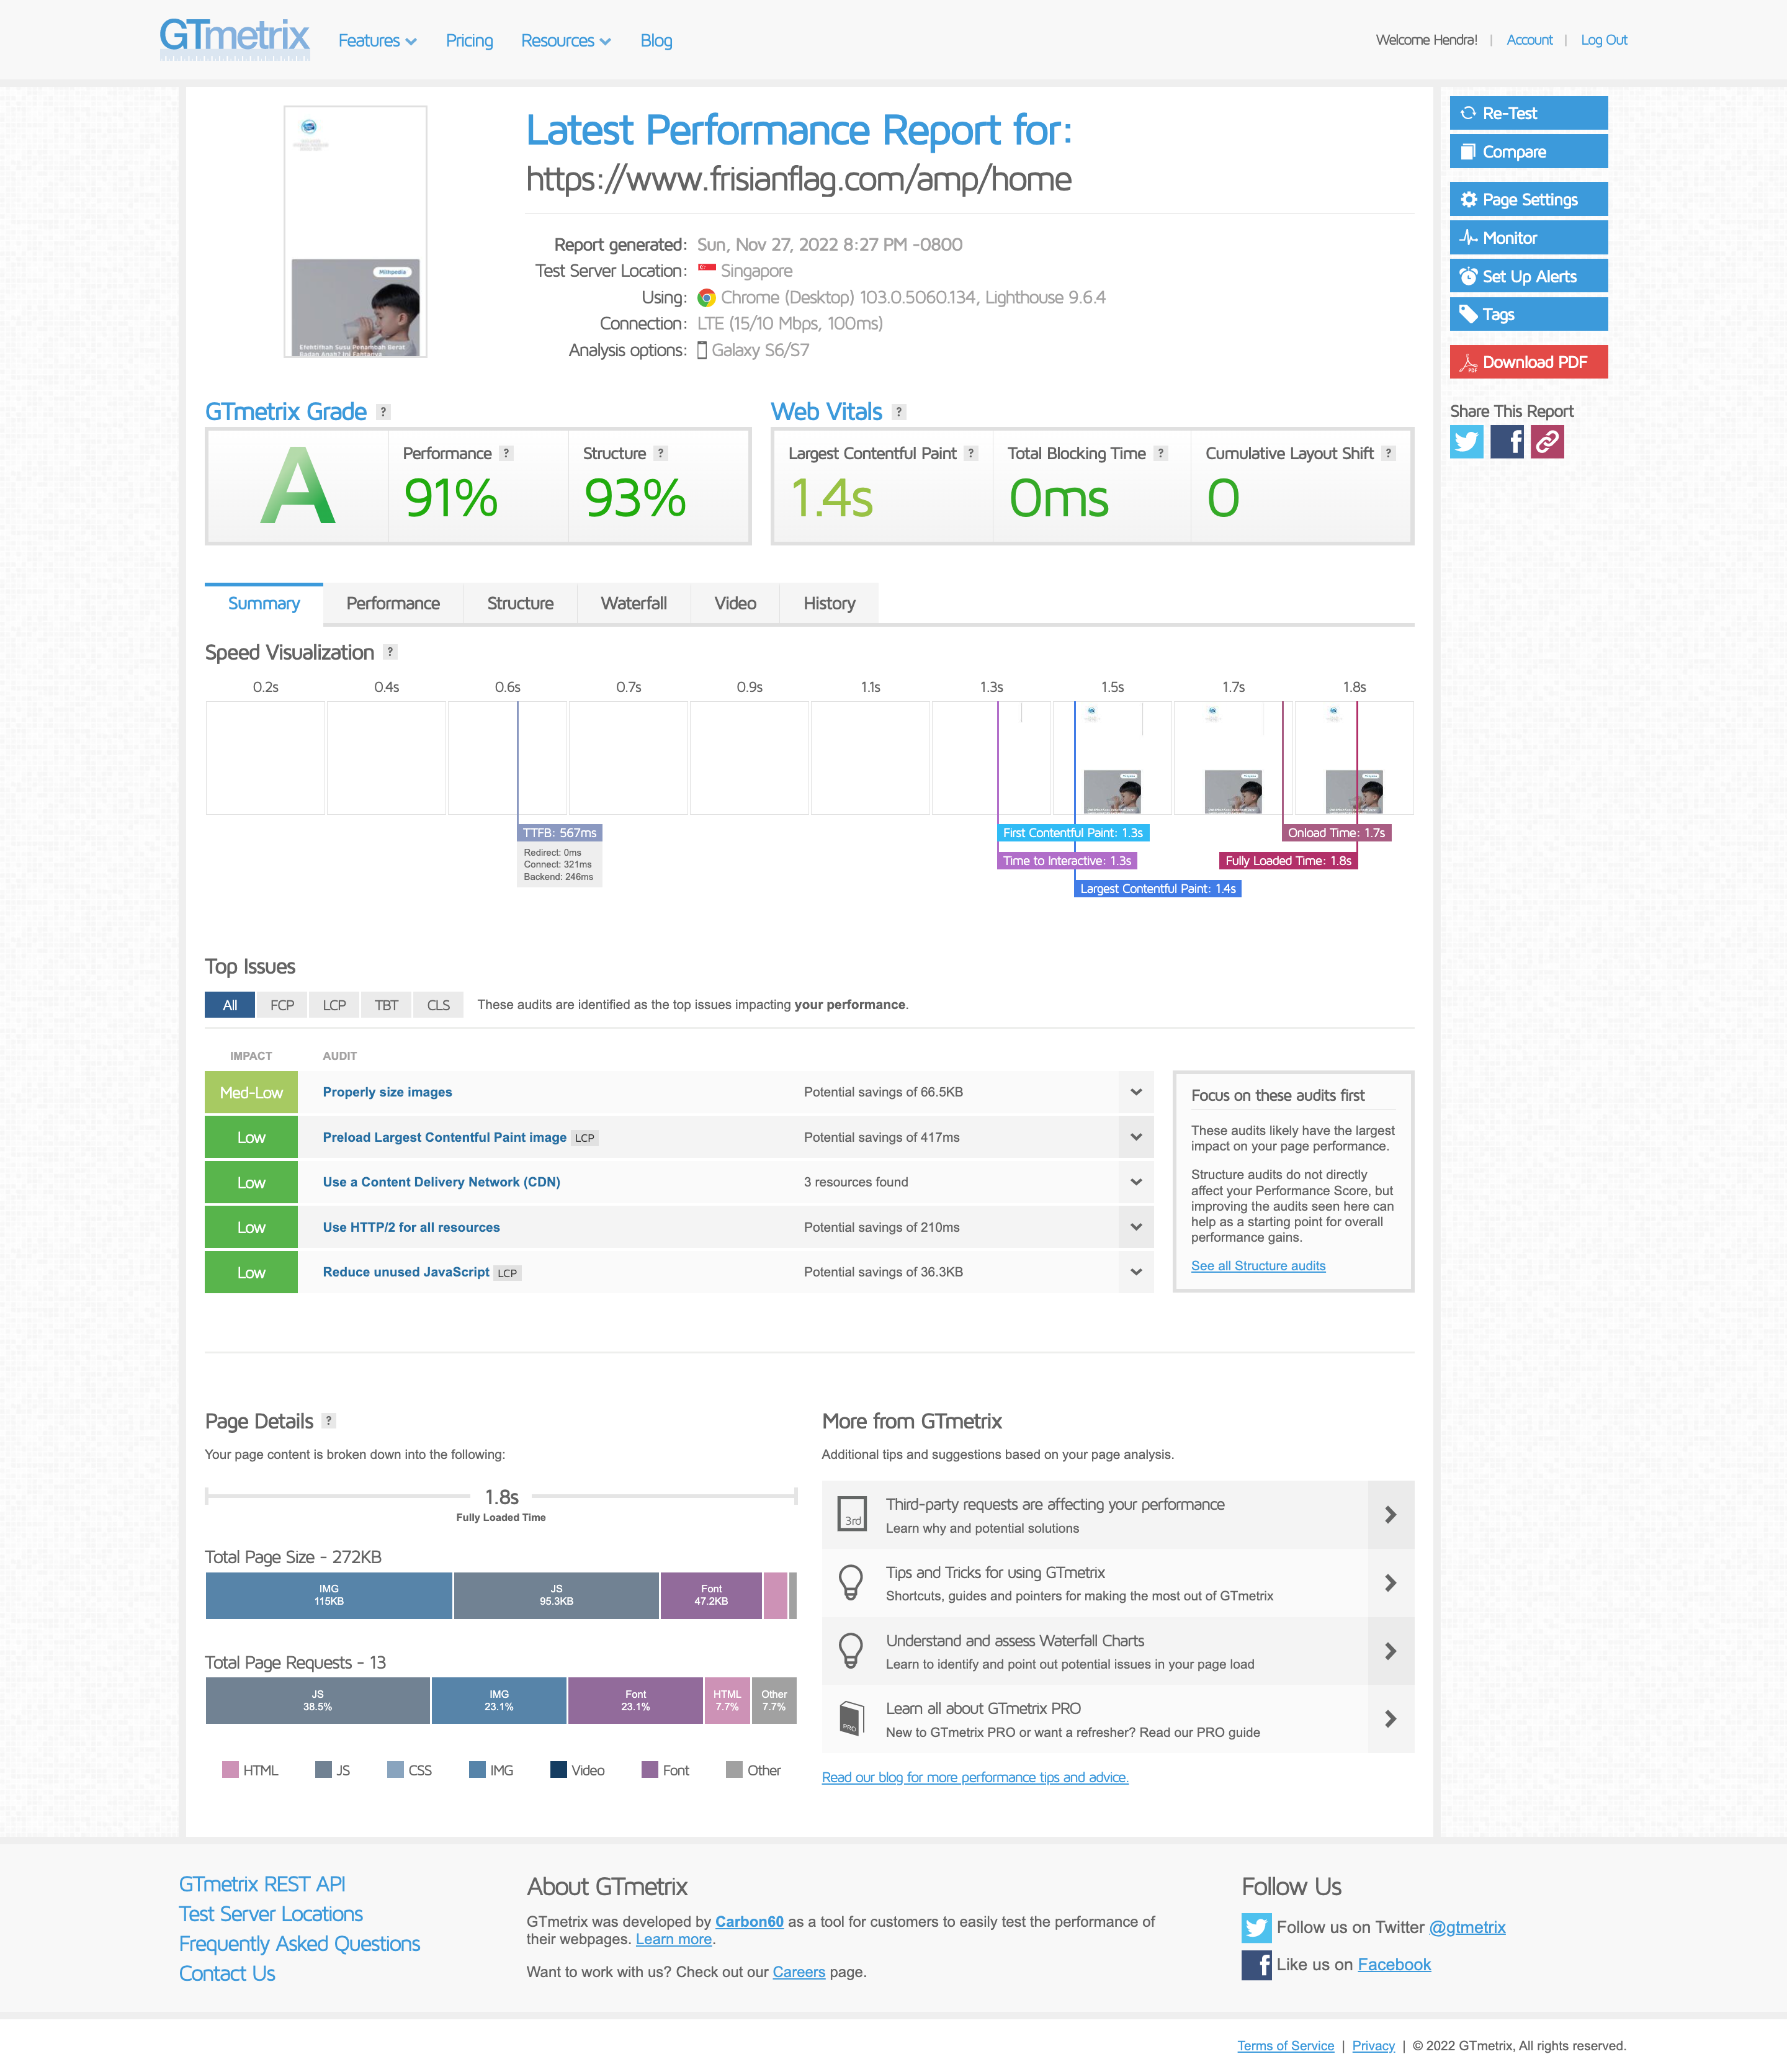 GTmetrix
Features
Pricing
Resources
Blog
Welcome Hendra! | Account | Log Out
Latest Performance Report for:
https://www.frisianflag.com/amp/home
Milkpedia
Efektifkah Susu Penambah Berat
Badan Anak? Ini Faktanya
Report generated: Sun, Nov 27, 2022 8:27 PM -0800
Test Server Location: Singapore
Using: Chrome (Desktop) 103.0.5060.134, Lighthouse 9.6.4
Connection: LTE (15/10 Mbps, 100ms)
Analysis options: Galaxy S6/S7
Re-Test
Compare
Page Settings
Monitor
Set Up Alerts
Tags
PDF Download PDF
Share This Report
GTmetrix Grade ?
A
Performance ?
91%
Structure ?
93%
Web Vitals ?
Largest Contentful Paint ?
1.4s
Total Blocking Time ?
0ms
Cumulative Layout Shift ?
0
Summary
Performance
Structure
Waterfall
Video
History
Speed Visualization ?
0.2s 0.4s 0.6s 0.7s 0.9s 1.1s 1.3s 1.5s 1.7s 1.8s
TTFB: 567ms
Redirect: 0ms
Connect: 321ms
Backend: 246ms
First Contentful Paint: 1.3s
Time to Interactive: 1.3s
Largest Contentful Paint: 1.4s
Onload Time: 1.7s
Fully Loaded Time: 1.8s
Top Issues
All FCP LCP TBT CLS These audits are identified as the top issues impacting your performance.
IMPACT AUDIT
Med-Low Properly size images Potential savings of 66.5KB
Low Preload Largest Contentful Paint image LCP Potential savings of 417ms
Low Use a Content Delivery Network (CDN) 3 resources found
Low Use HTTP/2 for all resources Potential savings of 210ms
Low Reduce unused JavaScript LCP Potential savings of 36.3KB
Focus on these audits first
These audits likely have the largest
impact on your page performance.
Structure audits do not directly
affect your Performance Score, but
improving the audits seen here can
help as a starting point for overall
performance gains.
See all Structure audits
Page Details ?
Your page content is broken down into the following:
1.8s
Fully Loaded Time
Total Page Size - 272KB
IMG
115KB
JS
95.3KB
Font
47.2KB
Total Page Requests - 13
JS
38.5%
IMG
23.1%
Font
23.1%
HTML
7.7%
Other
7.7%
HTML JS CSS IMG Video Font Other
More from GTmetrix
Additional tips and suggestions based on your page analysis.
3rd
Third-party requests are affecting your performance
Learn why and potential solutions
Tips and Tricks for using GTmetrix
Shortcuts, guides and pointers for making the most out of GTmetrix
Understand and assess Waterfall Charts
Learn to identify and point out potential issues in your page load
PRO
Learn all about GTmetrix PRO
New to GTmetrix PRO or want a refresher? Read our PRO guide
Read our blog for more performance tips and advice.
GTmetrix REST API
Test Server Locations
Frequently Asked Questions
Contact Us
About GTmetrix
GTmetrix was developed by Carbon60 as a tool for customers to easily test the performance of
their webpages. Learn more.
Want to work with us? Check out our Careers page.
Follow Us
Follow us on Twitter @gtmetrix
Like us on Facebook
Terms of Service | Privacy | © 2022 GTmetrix, All rights reserved.